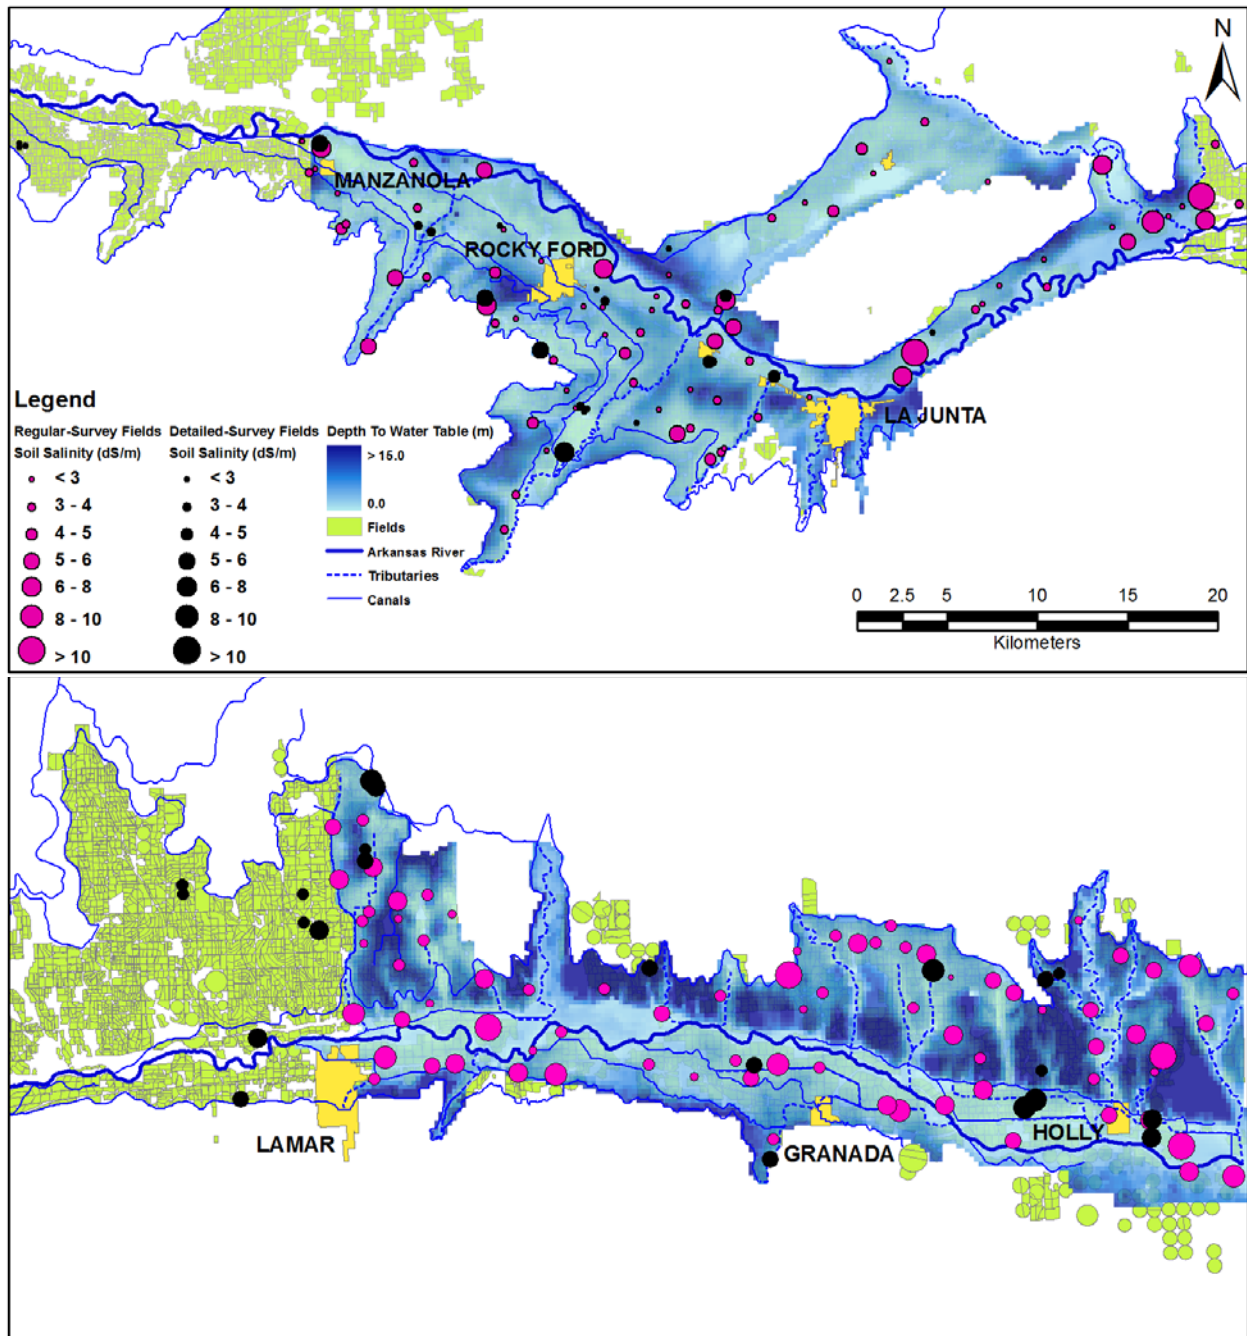 N
MANZANOLA
ROCKY FORD
LA JUNTA
Legend
Regular-Survey Fields
Soil Salinity (dS/m)
< 3
3 - 4
4 - 5
5 - 6
6 - 8
8 - 10
> 10
Detailed-Survey Fields
Soil Salinity (dS/m)
< 3
3 - 4
4 - 5
5 - 6
6 - 8
8 - 10
> 10
Depth To Water Table (m)
> 15.0
0.0
Fields
Arkansas River
Tributaries
Canals
0 2.5 5 10 15 20
Kilometers
LAMAR
GRANADA
HOLLY